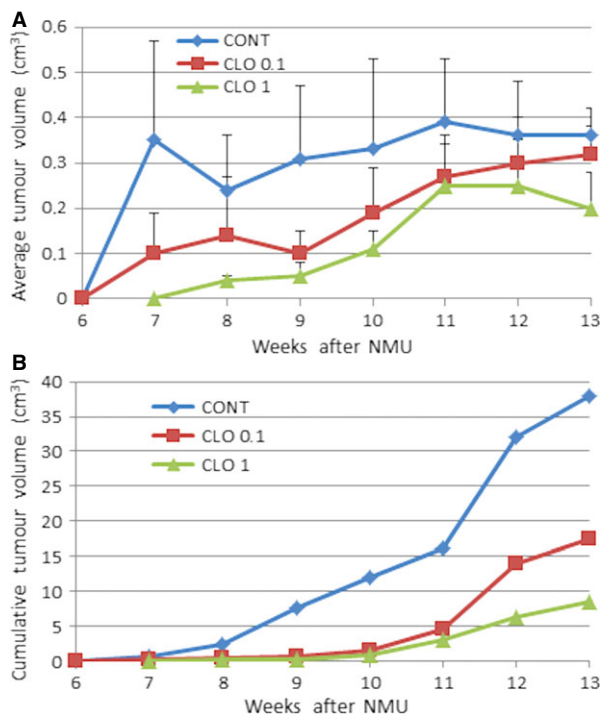 A
Average tumour volume (cm³)
0.6
0.5
0.4
0.3
0.2
0.1
0
CONT
CLO 0.1
CLO 1
6 7 8 9 10 11 12 13
Weeks after NMU
B
Cumulative tumour volume (cm³)
40
35
30
25
20
15
10
5
0
CONT
CLO 0.1
CLO 1
6 7 8 9 10 11 12 13
Weeks after NMU